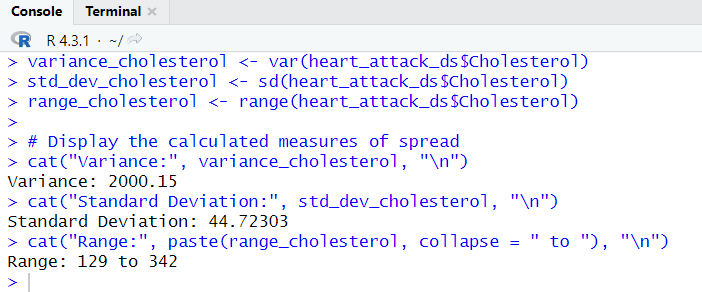 Console Terminal
R R 4.3.1 · ~/
> variance_cholesterol <- var(heart_attack_ds$Cholesterol)
> std_dev_cholesterol <- sd(heart_attack_ds$Cholesterol)
> range_cholesterol <- range(heart_attack_ds$Cholesterol)
>
> # Display the calculated measures of spread
> cat("Variance:", variance_cholesterol, "\n")
Variance: 2000.15
> cat("Standard Deviation:", std_dev_cholesterol, "\n")
Standard Deviation: 44.72303
> cat("Range:", paste(range_cholesterol, collapse = " to "), "\n")
Range: 129 to 342
>